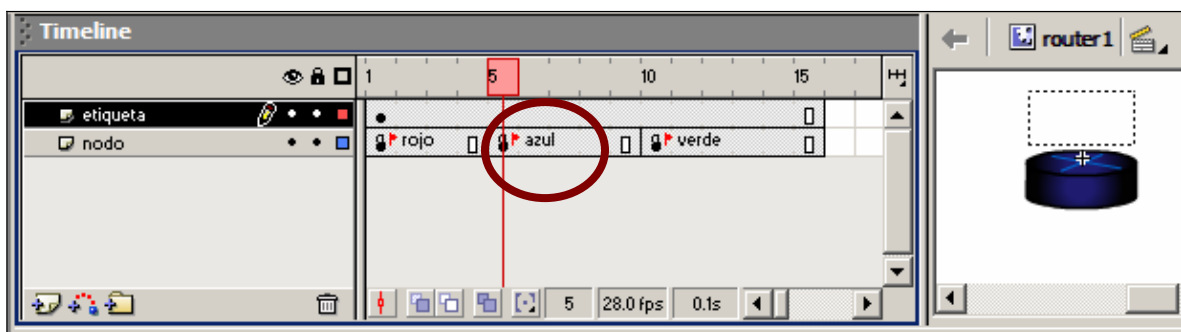 Timeline
router1
1 5 10 15
etiqueta
nodo
a rojo a azul a verde
5 28.0 fps 0.1s